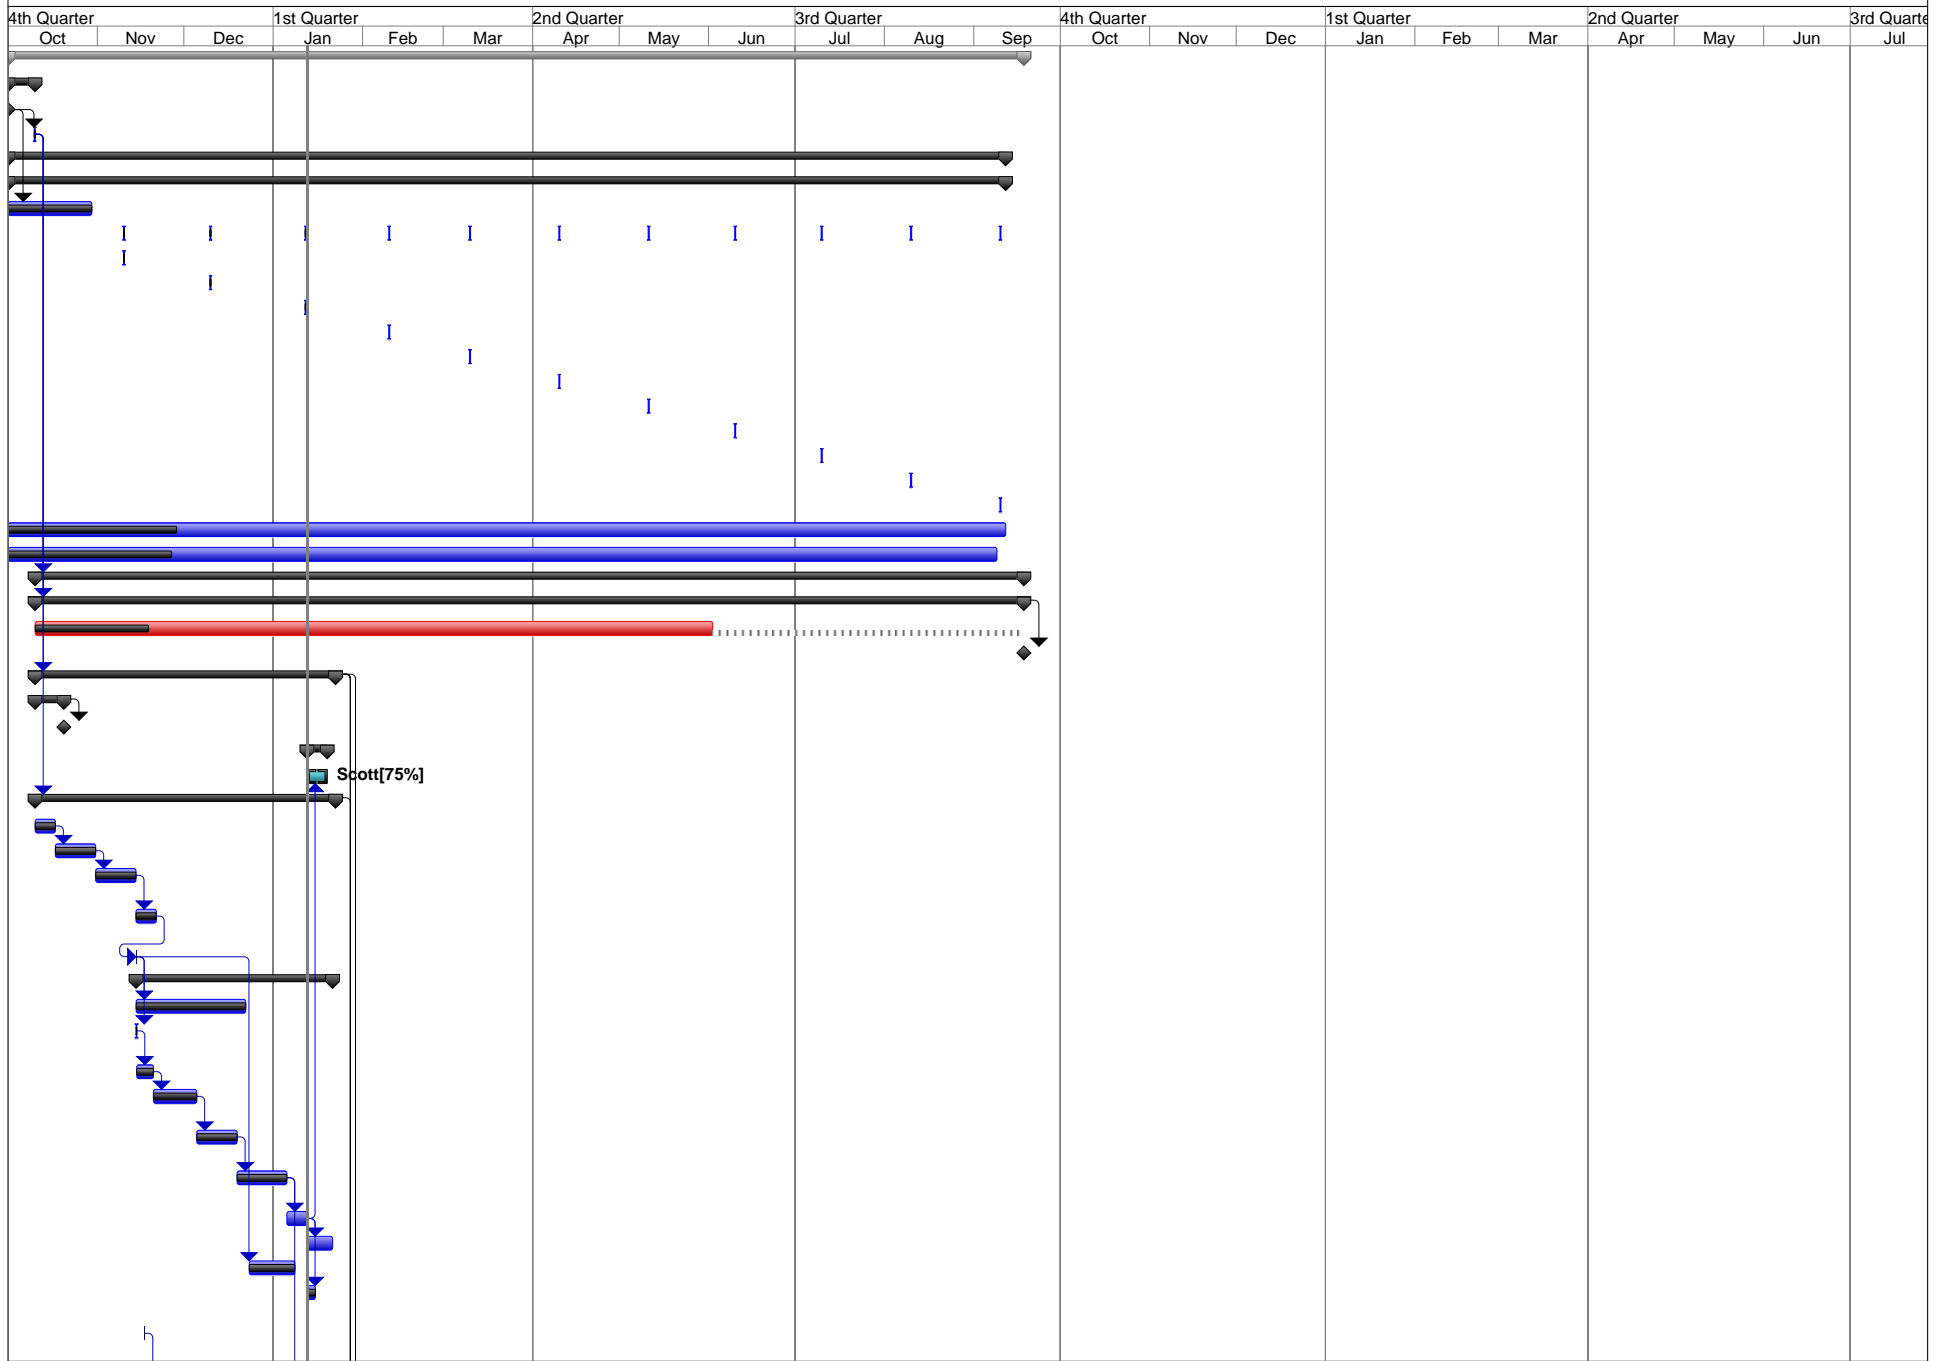 4th Quarter 1st Quarter 2nd Quarter 3rd Quarter 4th Quarter 1st Quarter 2nd Quarter 3rd Quarte
Oct Nov Dec Jan Feb Mar Apr May Jun Jul Aug Sep Oct Nov Dec Jan Feb Mar Apr May Jun Jul
Scott[75%]